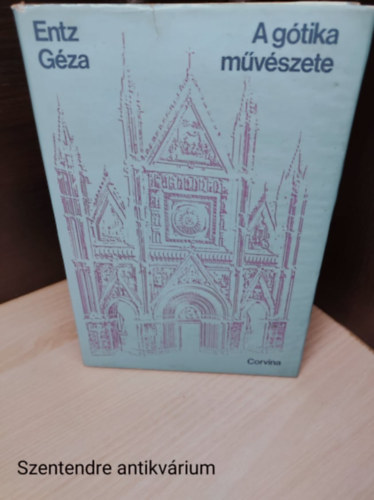 Entz
Géza
A gótika
művészete
Corvina
Szentendre antikvárium